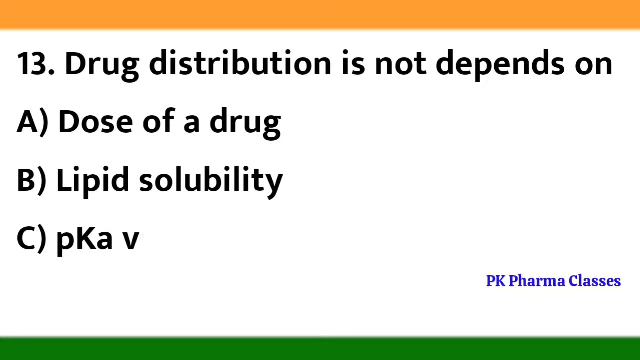 13. Drug distribution is not depends on
A) Dose of a drug
B) Lipid solubility
C) pKa v
PK Pharma Classes